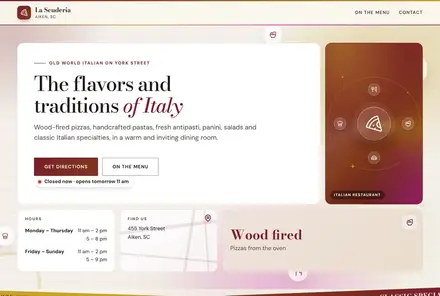 La Scuderia
AIKEN, SC
ON THE MENU
CONTACT
OLD WORLD ITALIAN ON YORK STREET
The flavors and
traditions of Italy
Wood-fired pizzas, handcrafted pastas, fresh antipasti, panini, salads and
classic Italian specialties, in a warm and inviting dining room.
GET DIRECTIONS
ON THE MENU
Closed now · opens tomorrow 11 am
ITALIAN RESTAURANT
HOURS
Monday – Thursday 11 am – 2 pm
5 – 8 pm
Friday – Sunday 11 am – 2 pm
5 – 9 pm
FIND US
455 York Street
Aiken, SC
Wood fired
Pizzas from the oven